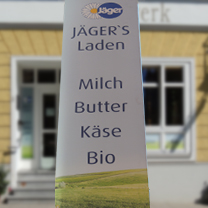 Jäger
JÄGER`S
Laden
Milch
Butter
Käse
Bio